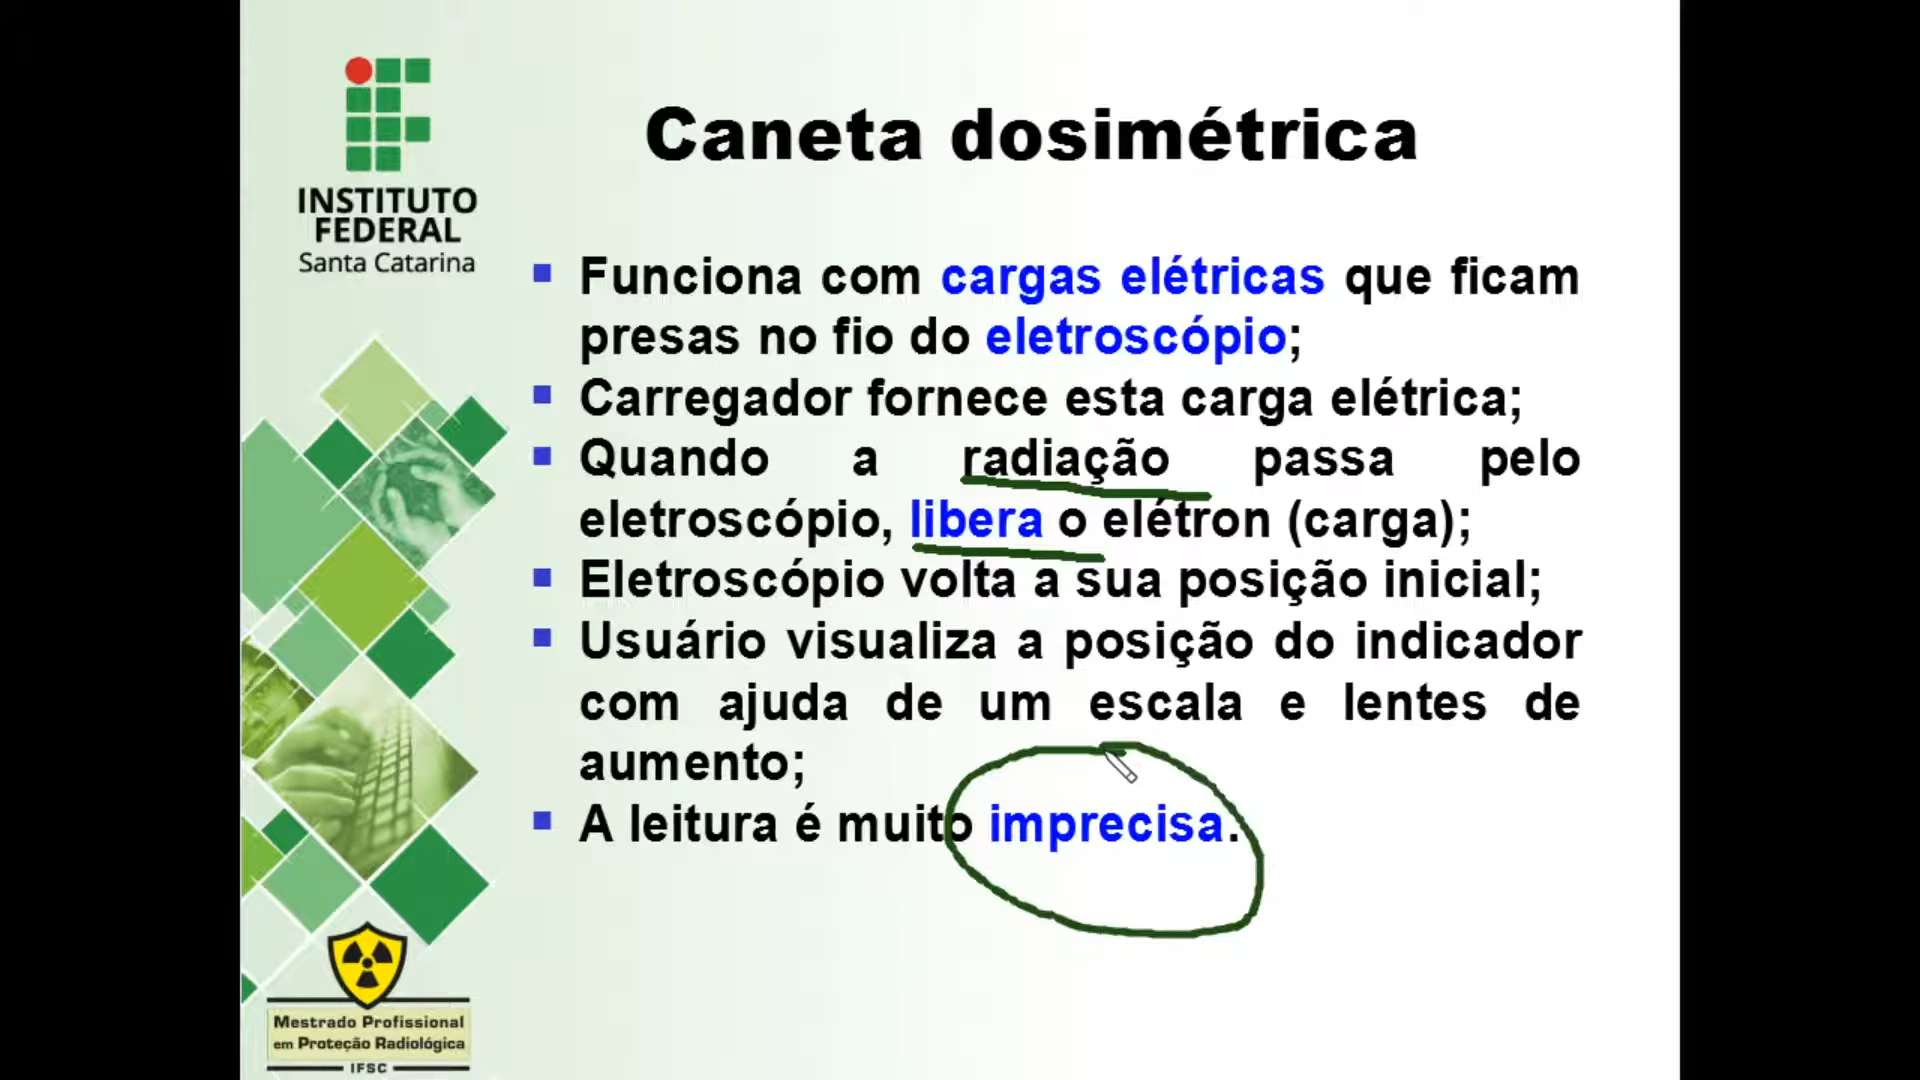 INSTITUTO
FEDERAL
Santa Catarina
Caneta dosimétrica
Funciona com cargas elétricas que ficam
presas no fio do eletroscópio;
Carregador fornece esta carga elétrica;
Quando a radiação passa pelo
eletroscópio, libera o elétron (carga);
Eletroscópio volta a sua posição inicial;
Usuário visualiza a posição do indicador
com ajuda de um escala e lentes de
aumento;
A leitura é muito imprecisa.
Mestrado Profissional
em Proteção Radiológica
IFSC